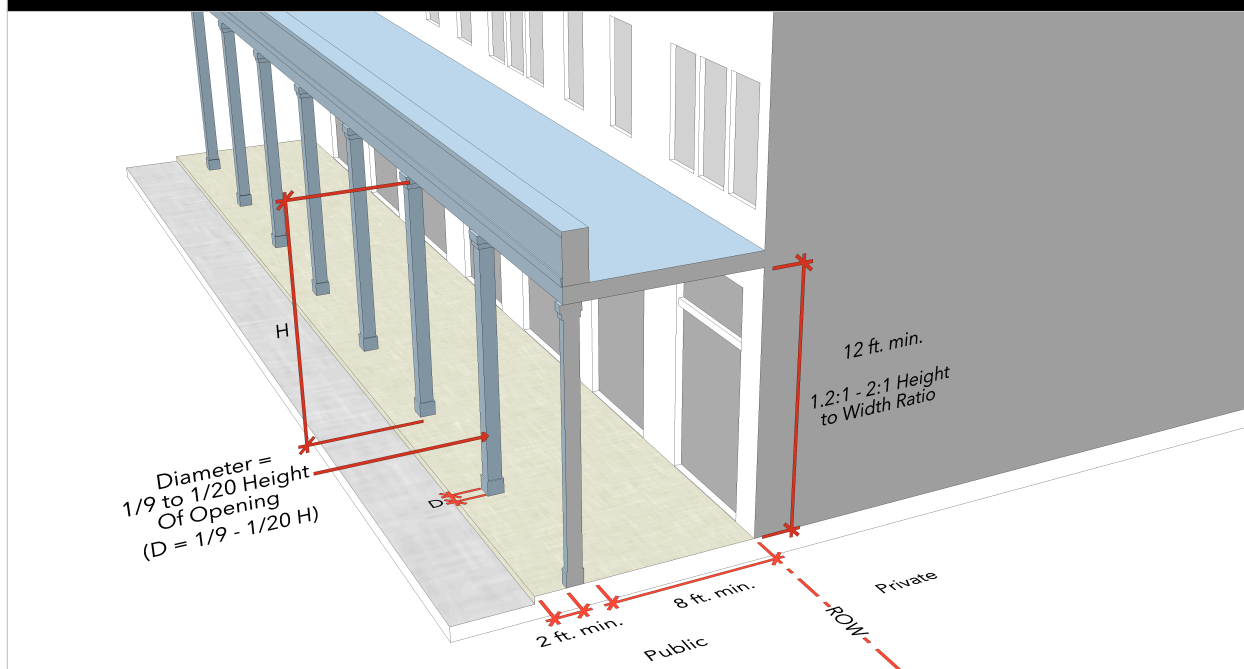 H
12 ft. min.
1.2:1 - 2:1 Height
to Width Ratio
Diameter =
1/9 to 1/20 Height
Of Opening
(D = 1/9 - 1/20 H)
D
2 ft. min.
8 ft. min.
Public
ROW
Private